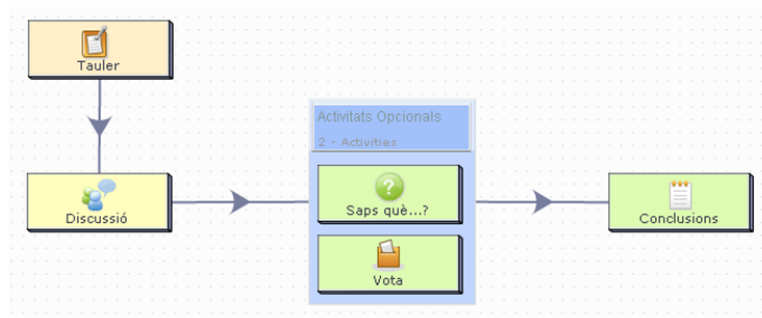 Tauler
Activitats Opcionals
2 - Activities
Discussió
Saps què...?
Conclusions
Vota